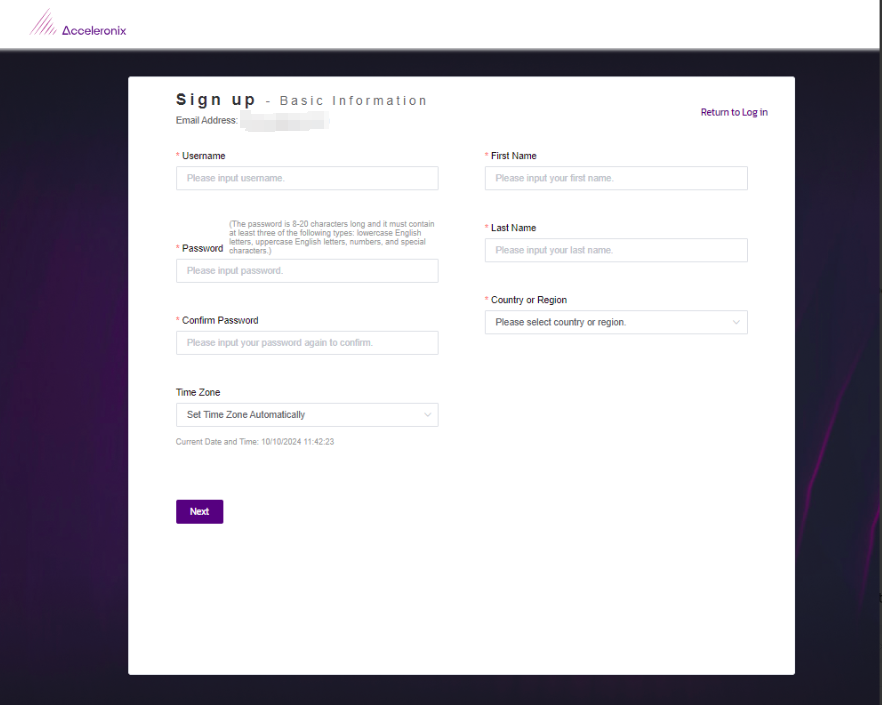 Acceleronix
Sign up - Basic Information
Email Address:
Return to Log in
* Username
Please input username.
* First Name
Please input your first name.
* Password
(The password is 8-20 characters long and it must contain
at least three of the following types: lowercase English
letters, uppercase English letters, numbers, and special
characters.)
Please input password.
* Last Name
Please input your last name.
* Confirm Password
Please input your password again to confirm.
* Country or Region
Please select country or region.
Time Zone
Set Time Zone Automatically
Current Date and Time: 10/10/2024 11:42:23
Next